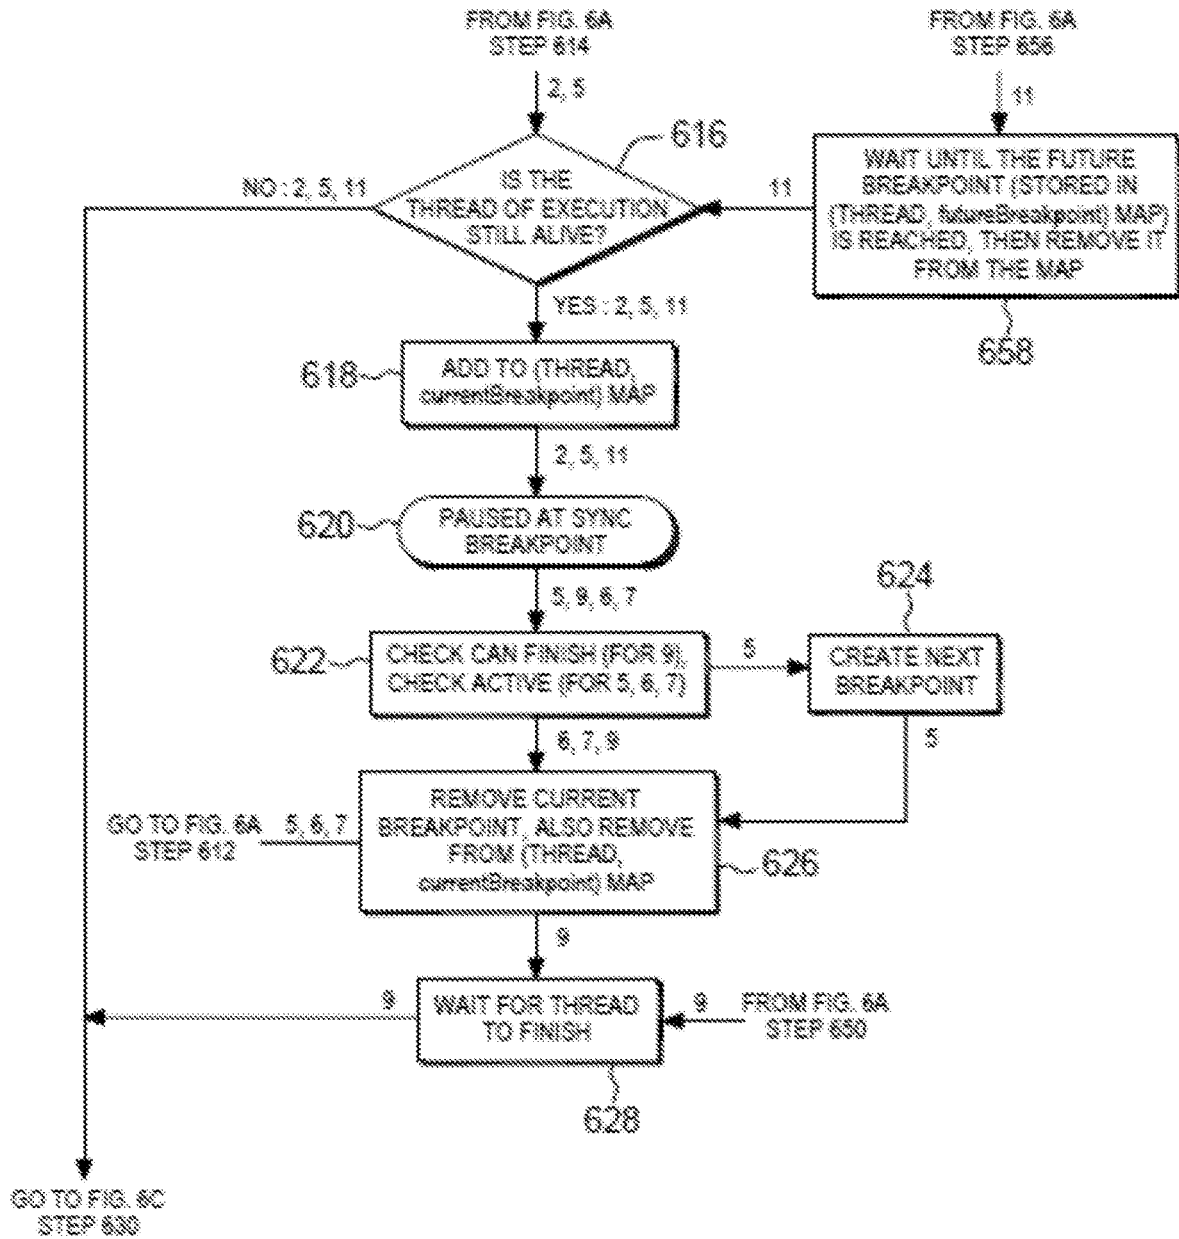 FROM FIG. 6A
STEP 614
FROM FIG. 6A
STEP 656
2, 5
11
616
IS THE
THREAD OF EXECUTION
STILL ALIVE?
NO : 2, 5, 11
11
WAIT UNTIL THE FUTURE
BREAKPOINT (STORED IN
(THREAD, futureBreakpoint) MAP)
IS REACHED, THEN REMOVE IT
FROM THE MAP
658
YES : 2, 5, 11
618
ADD TO (THREAD,
currentBreakpoint) MAP
2, 5, 11
620
PAUSED AT SYNC
BREAKPOINT
5, 9, 6, 7
624
622
CHECK CAN FINISH (FOR 9),
CHECK ACTIVE (FOR 5, 6, 7)
5
CREATE NEXT
BREAKPOINT
6, 7, 9
5
GO TO FIG. 6A
STEP 612
5, 6, 7
REMOVE CURRENT
BREAKPOINT, ALSO REMOVE
FROM (THREAD,
currentBreakpoint) MAP
626
9
9
WAIT FOR THREAD
TO FINISH
9
FROM FIG. 6A
STEP 650
628
GO TO FIG. 6C
STEP 630